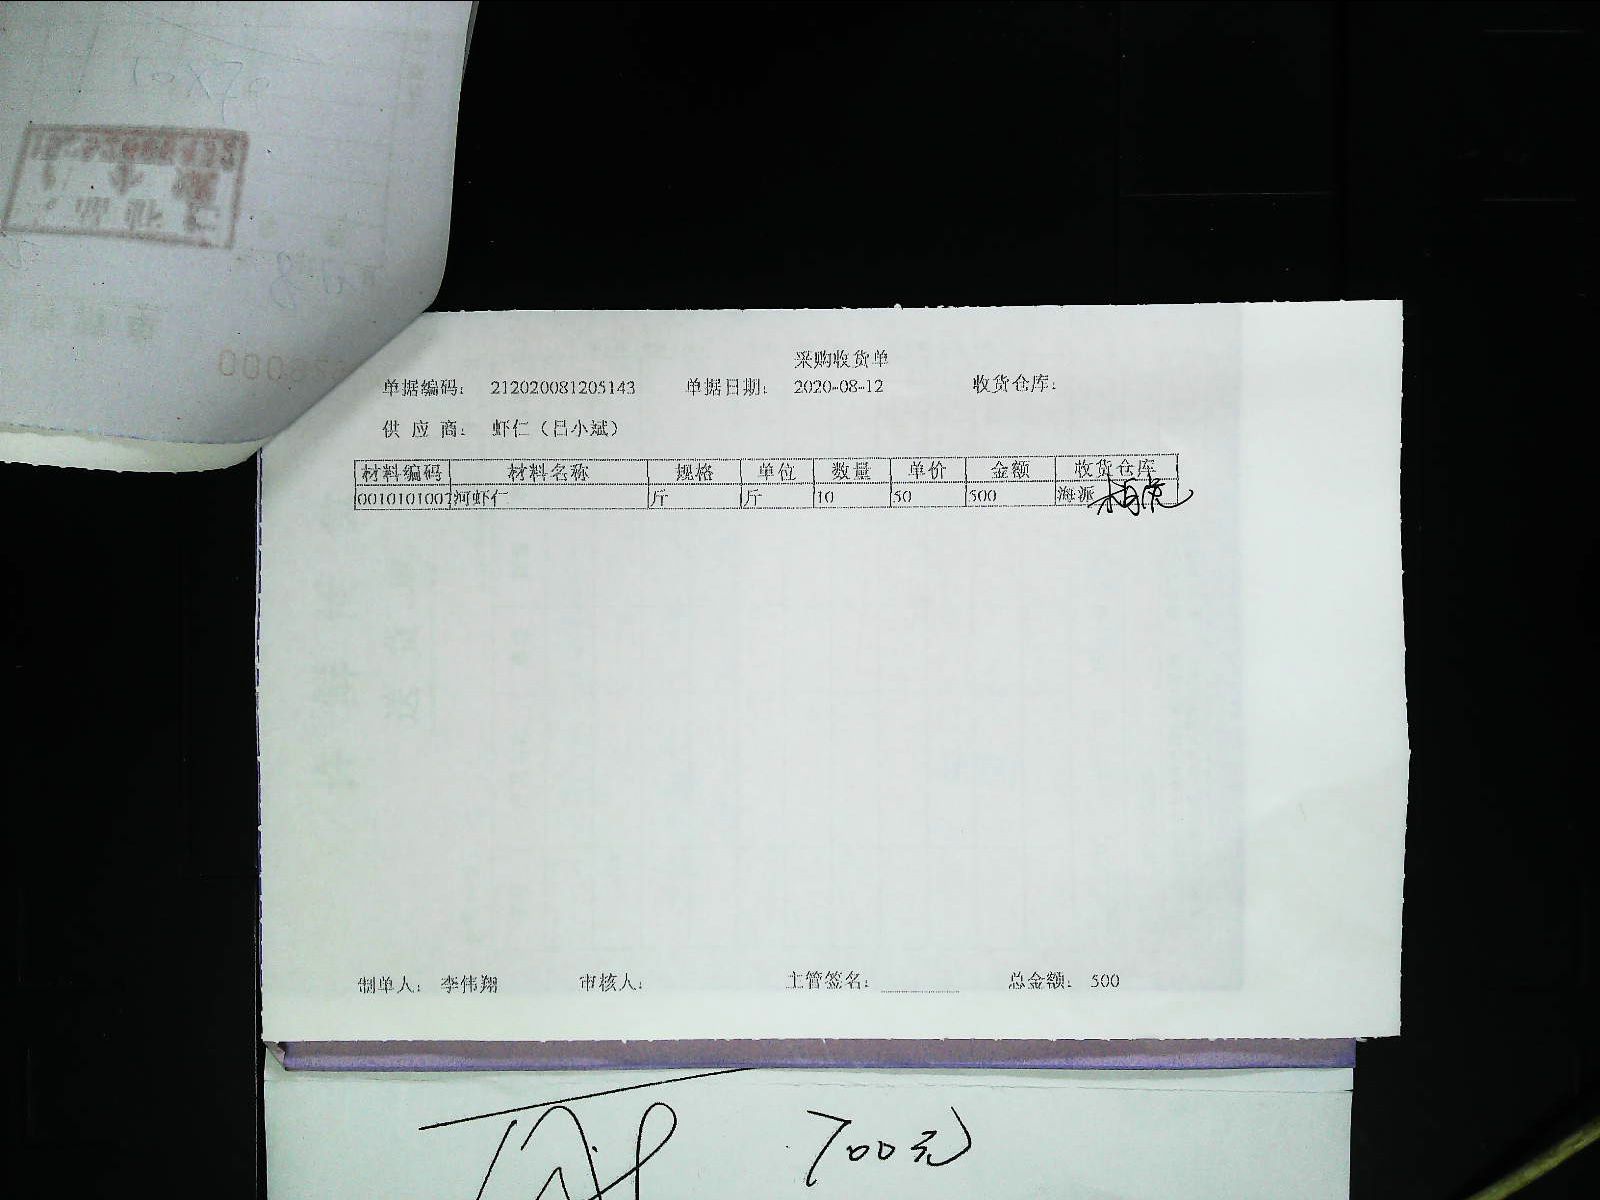 采购收货单
单据编码： 212020081205143 单据日期： 2020-08-12 收货仓库：
供 应 商： 虾仁（吕小斌）
材料编码 材料名称 规格 单位 数量 单价 金额 收货仓库
0010101007 河虾仁 斤 斤 10 50 500 海派
制单人： 李伟翔 审核人： 主管签名： 总金额： 500
700元